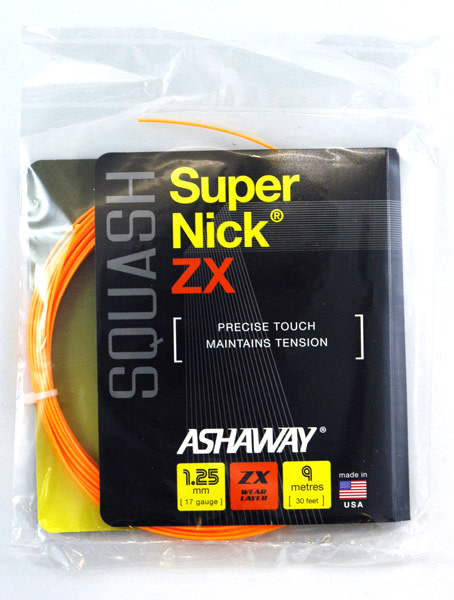 SQUASH
Super
Nick®
ZX
PRECISE TOUCH
MAINTAINS TENSION
ASHAWAY®
1.25
mm
[ 17 gauge ]
ZX
WEAR
LAYER
9
metres
[ 30 feet ]
made in
USA